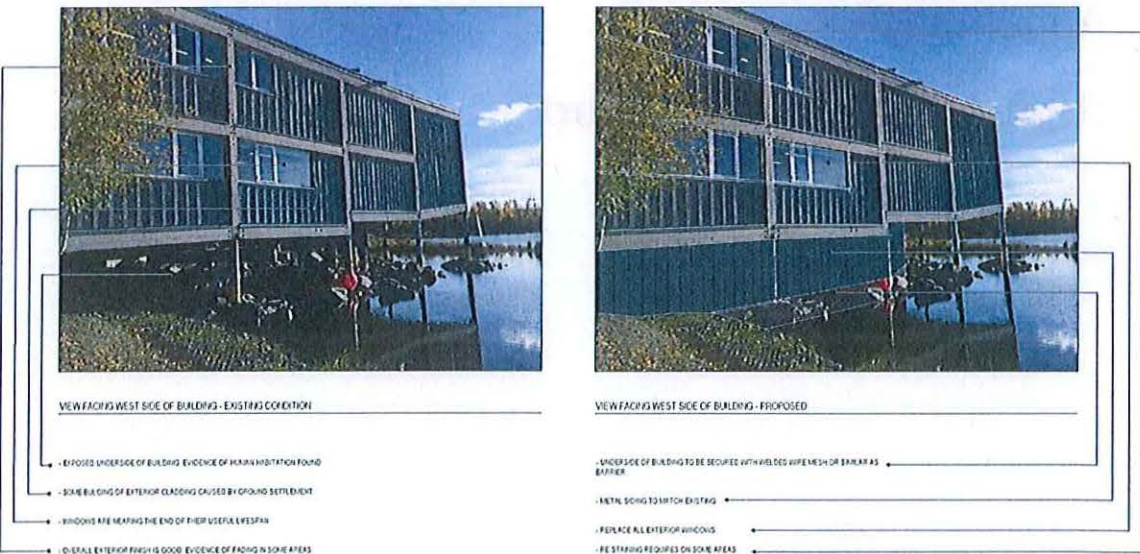 VIEW FACING WEST SIDE OF BUILDING - EXISTING CONDITION
- EXPOSED UNDERSIDE OF BUILDING. EVIDENCE OF HUMAN HABITATION FOUND
- SOME BULGING OF EXTERIOR CLADDING CAUSED BY GROUND SETTLEMENT
- WINDOWS ARE NEARING THE END OF THEIR USEFUL LIFESPAN
- OVERALL EXTERIOR FINISH IS GOOD. EVIDENCE OF FADING IN SOME AREAS
VIEW FACING WEST SIDE OF BUILDING - PROPOSED
- UNDERSIDE OF BUILDING TO BE SECURED WITH WELDED WIRE MESH OR SIMILAR AS
BARRIER
- METAL SIDING TO MATCH EXISTING
- REPLACE ALL EXTERIOR WINDOWS
- RE STAINING REQUIRES ON SOME AREAS